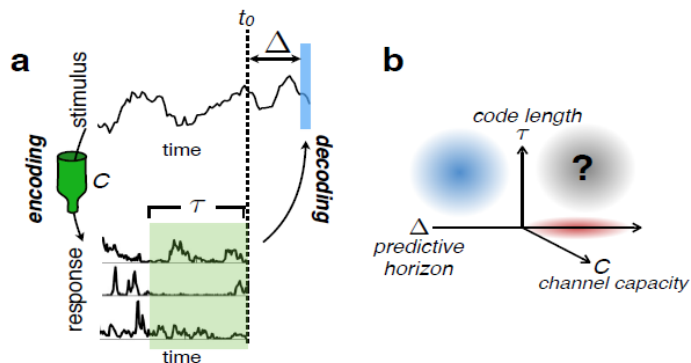 a
t0
Δ
stimulus
time
encoding
C
decoding
τ
response
time
b
code length
τ
?
Δ
predictive
horizon
C
channel capacity